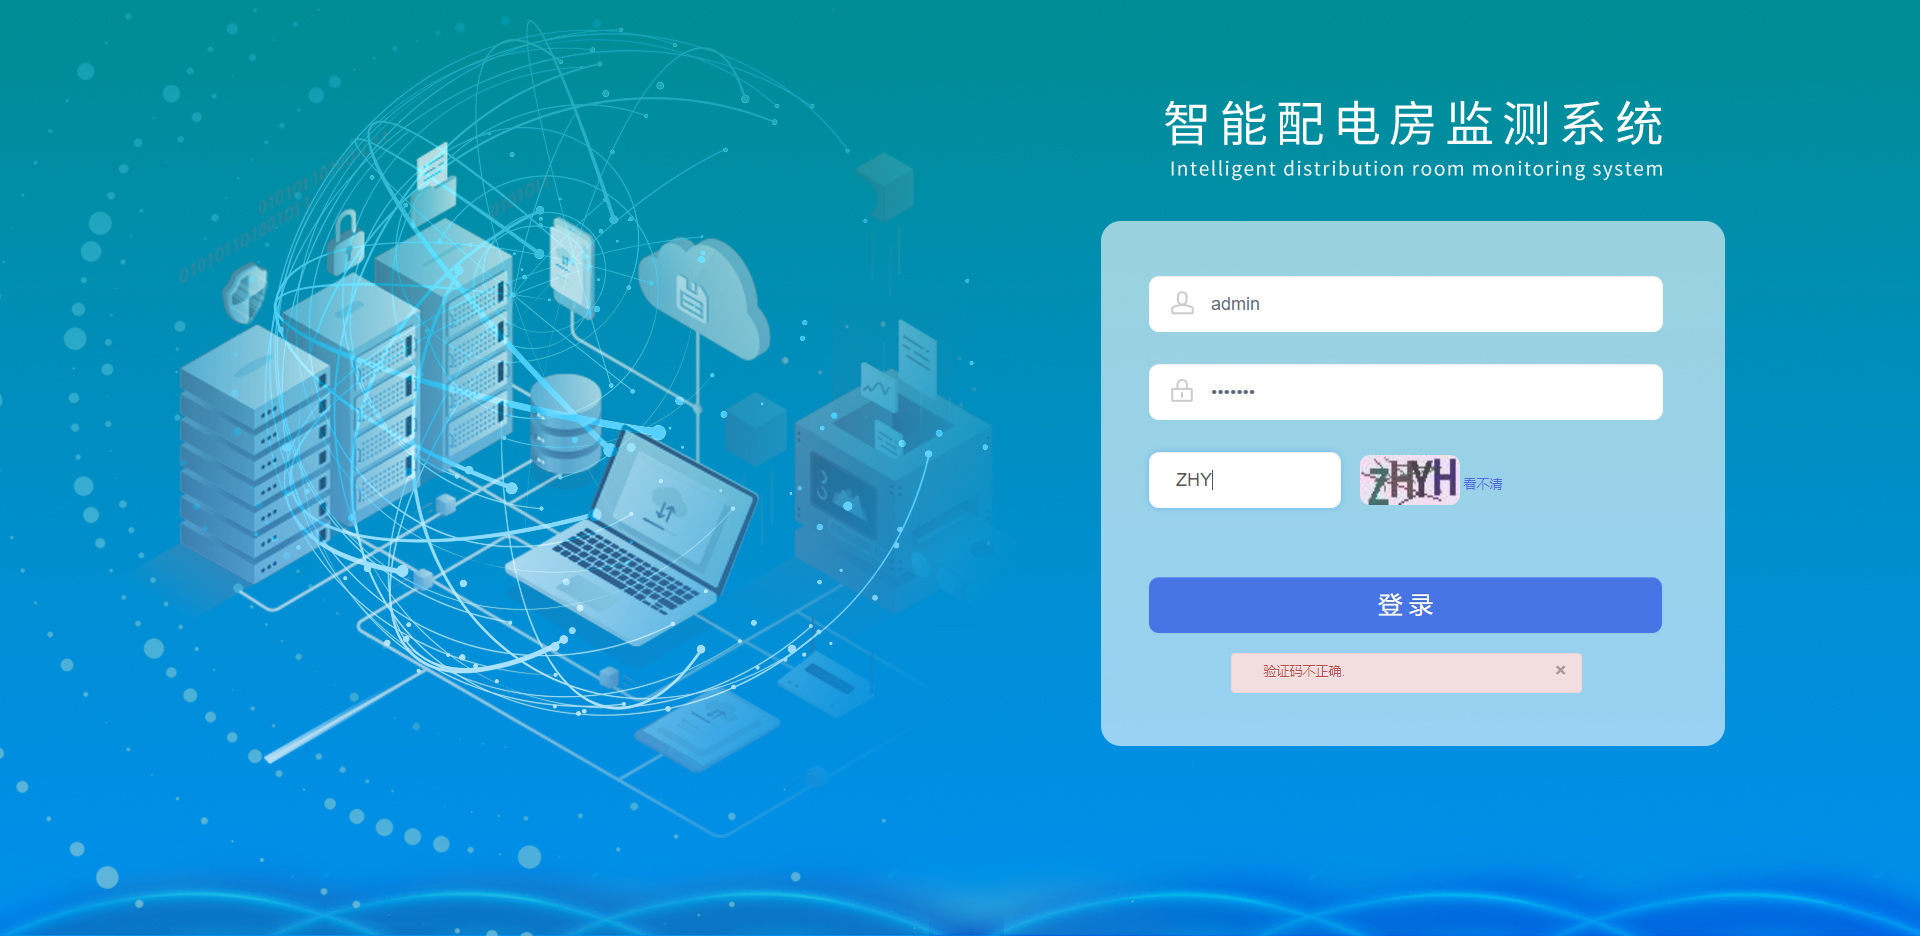 智能配电房监测系统
Intelligent distribution room monitoring system
admin
•••••••
ZHY
ZHYH
看不清
登录
验证码不正确.
×